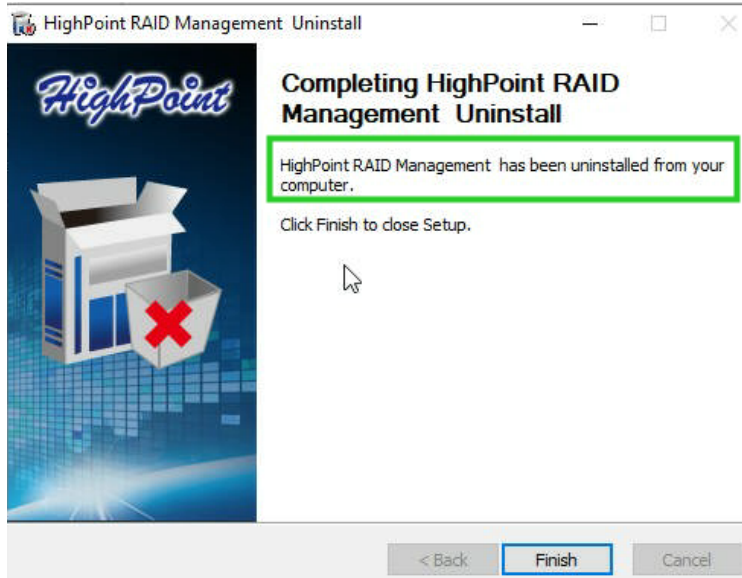 HighPoint RAID Management Uninstall
HighPoint
Completing HighPoint RAID
Management Uninstall
HighPoint RAID Management has been uninstalled from your
computer.
Click Finish to close Setup.
< Back Finish Cancel